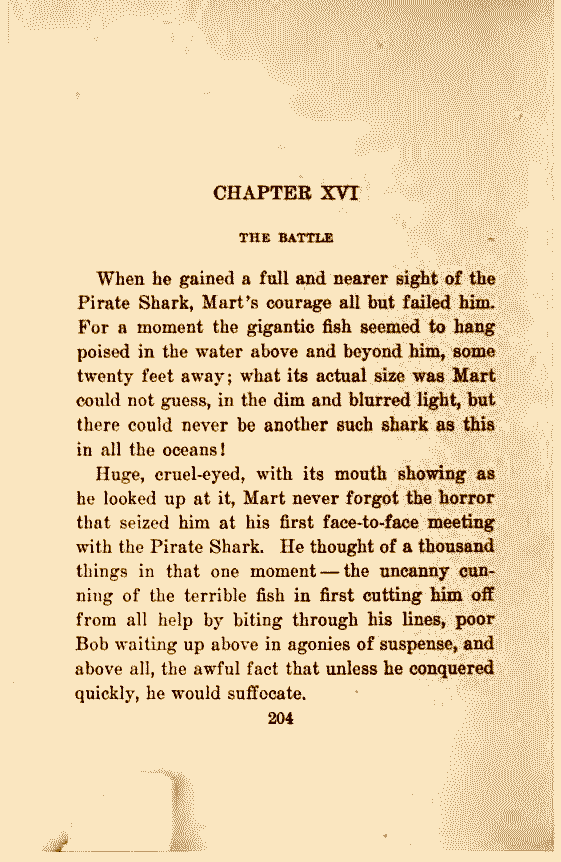 CHAPTER XVI
THE BATTLE
When he gained a full and nearer sight of the
Pirate Shark, Mart's courage all but failed him.
For a moment the gigantic fish seemed to hang
poised in the water above and beyond him, some
twenty feet away; what its actual size was Mart
could not guess, in the dim and blurred light, but
there could never be another such shark as this
in all the oceans!
Huge, cruel-eyed, with its mouth showing as
he looked up at it, Mart never forgot the horror
that seized him at his first face-to-face meeting
with the Pirate Shark. He thought of a thousand
things in that one moment — the uncanny cun-
ning of the terrible fish in first cutting him off
from all help by biting through his lines, poor
Bob waiting up above in agonies of suspense, and
above all, the awful fact that unless he conquered
quickly, he would suffocate.
204